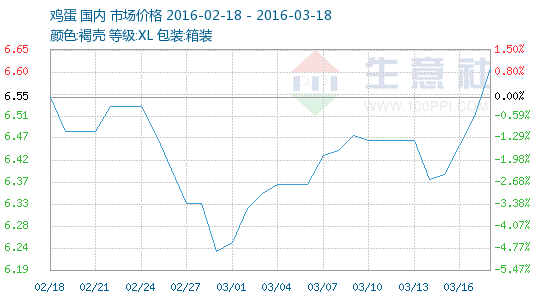 鸡蛋 国内 市场价格 2016-02-18 - 2016-03-18
颜色:褐壳 等级:XL 包装:箱装
6.65 1.50%
6.60 0.80%
6.55 0.00%
6.51 -0.59%
6.47 -1.29%
6.42 -1.98%
6.37 -2.68%
6.33 -3.38%
6.28 -4.07%
6.24 -4.77%
6.19 -5.47%
PPI 生意社
WWW.100PPI.COM
02/18 02/21 02/24 02/27 03/01 03/04 03/07 03/10 03/13 03/16